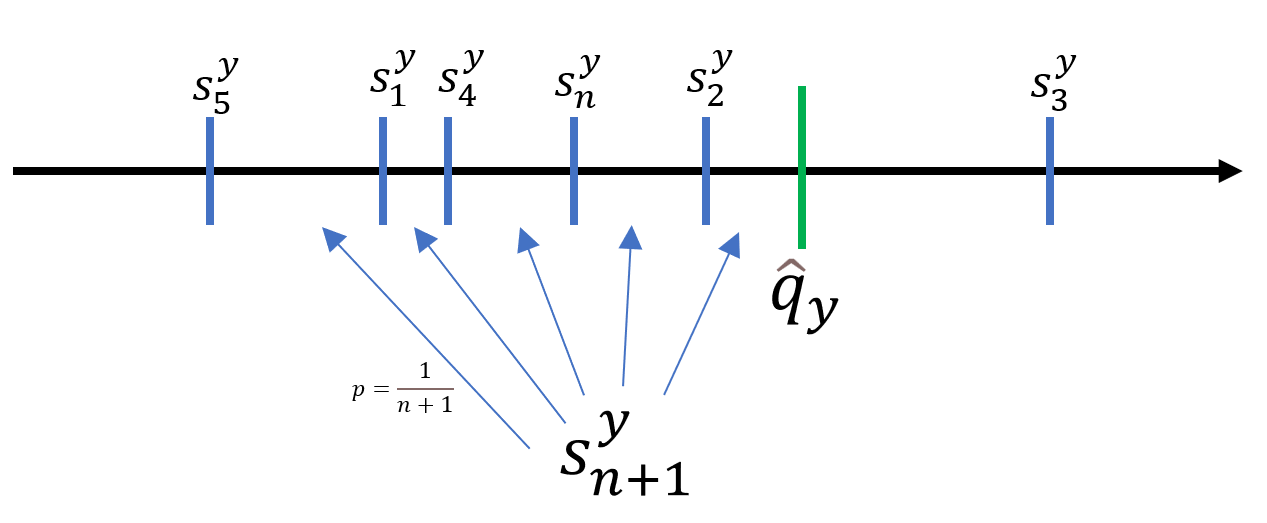 s_5^y s_1^y s_4^y s_n^y s_2^y s_3^y
q̂_y
p = 1/(n + 1)
s_{n+1}^y